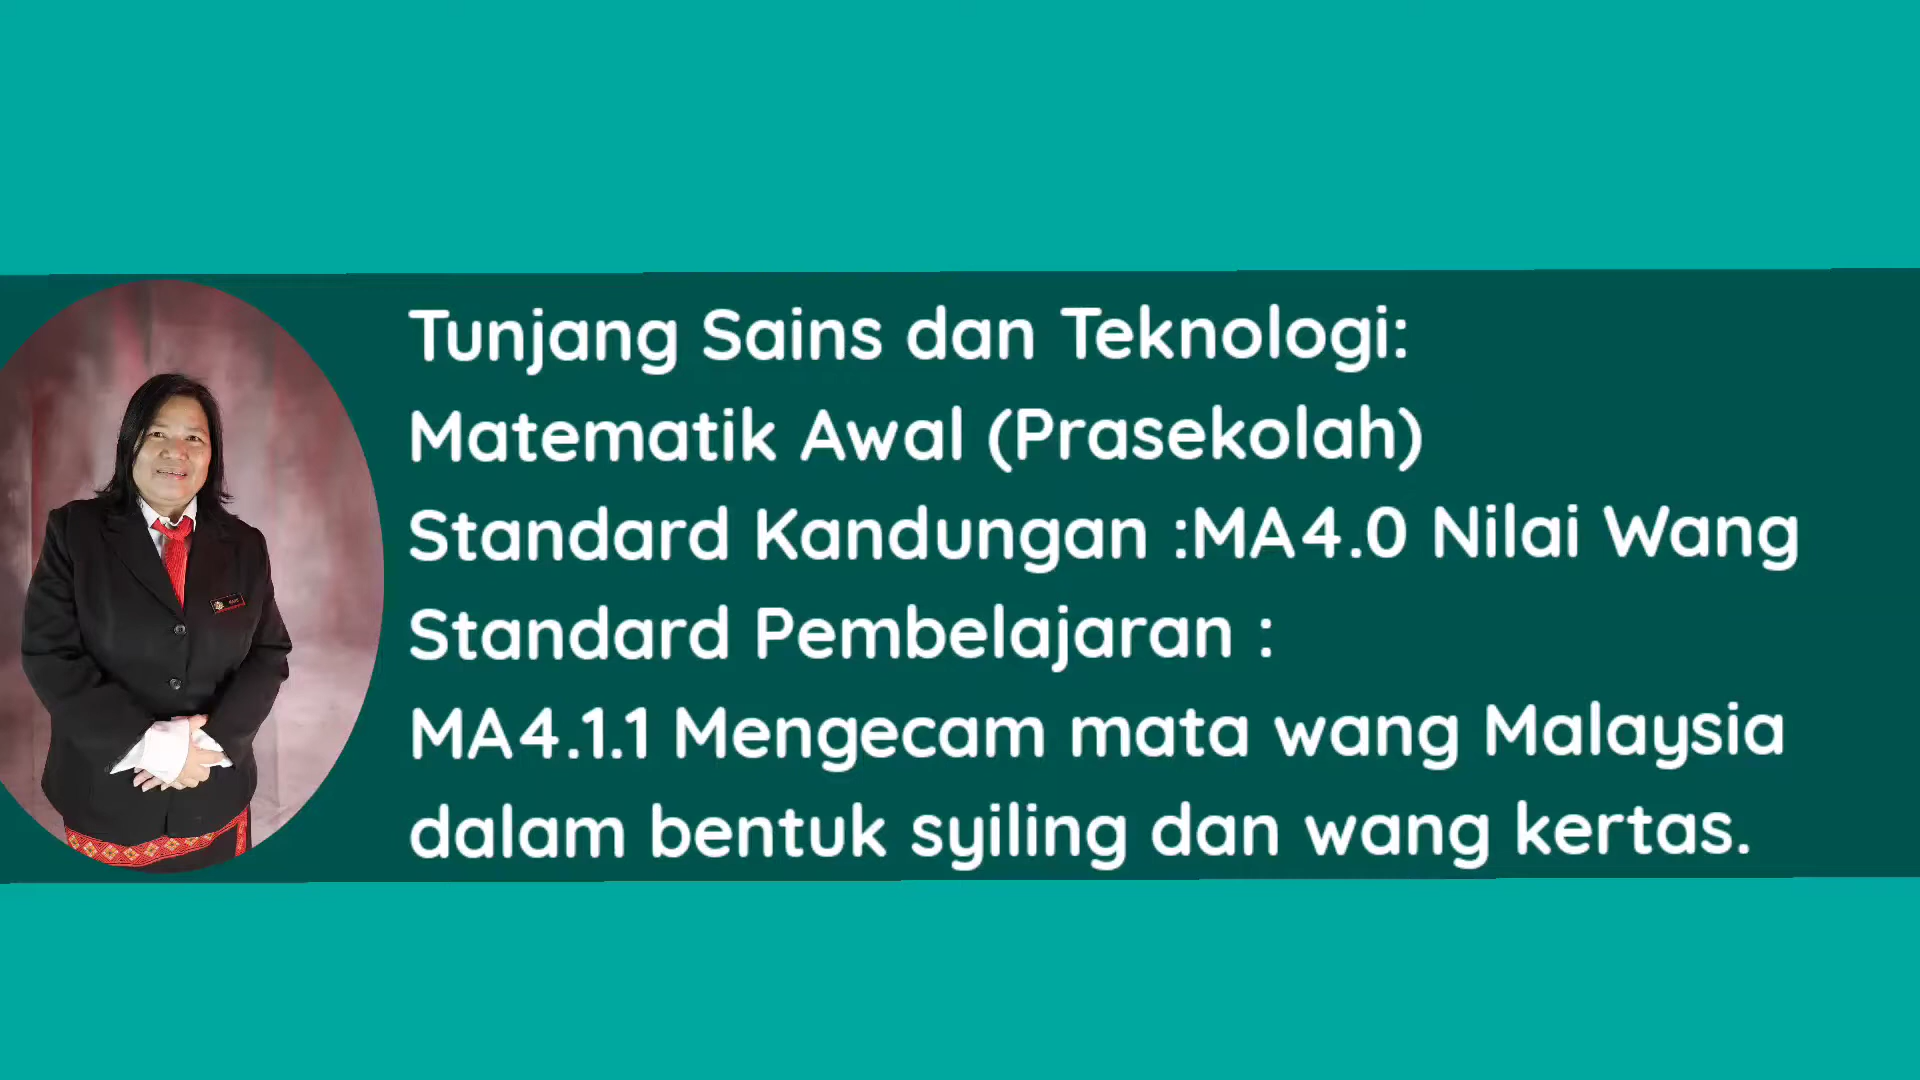 Tunjang Sains dan Teknologi:
Matematik Awal (Prasekolah)
Standard Kandungan :MA4.0 Nilai Wang
Standard Pembelajaran :
MA4.1.1 Mengecam mata wang Malaysia
dalam bentuk syiling dan wang kertas.